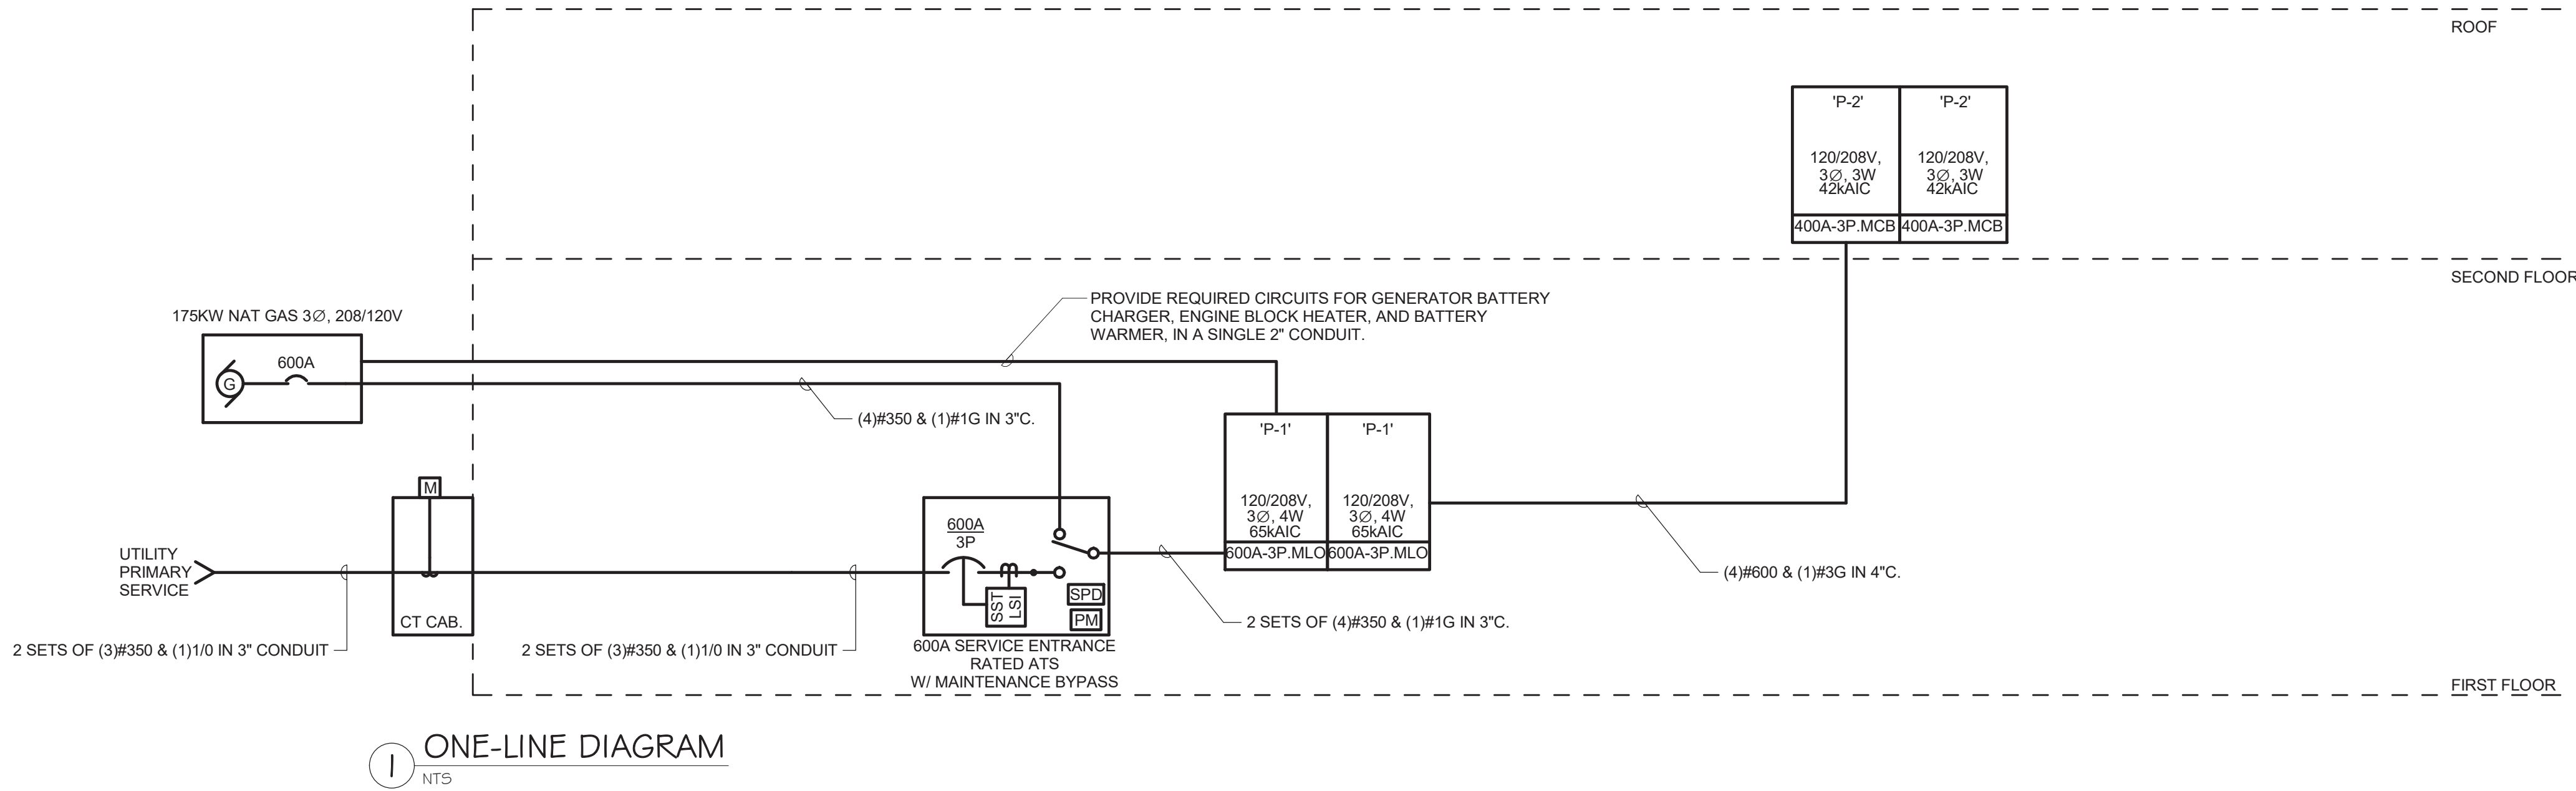 ROOF
'P-2'
120/208V,
3∅, 3W
42kAIC
400A-3P.MCB
'P-2'
120/208V,
3∅, 3W
42kAIC
400A-3P.MCB
SECOND FLOOR
175KW NAT GAS 3∅, 208/120V
G
600A
PROVIDE REQUIRED CIRCUITS FOR GENERATOR BATTERY
CHARGER, ENGINE BLOCK HEATER, AND BATTERY
WARMER, IN A SINGLE 2" CONDUIT.
(4)#350 & (1)#1G IN 3"C.
'P-1'
120/208V,
3∅, 4W
65kAIC
600A-3P.MLO
'P-1'
120/208V,
3∅, 4W
65kAIC
600A-3P.MLO
M
CT CAB.
UTILITY
PRIMARY
SERVICE
2 SETS OF (3)#350 & (1)1/0 IN 3" CONDUIT
2 SETS OF (3)#350 & (1)1/0 IN 3" CONDUIT
600A
3P
SST
LSI
SPD
PM
600A SERVICE ENTRANCE
RATED ATS
W/ MAINTENANCE BYPASS
2 SETS OF (4)#350 & (1)#1G IN 3"C.
(4)#600 & (1)#3G IN 4"C.
FIRST FLOOR
1
ONE-LINE DIAGRAM
NTS